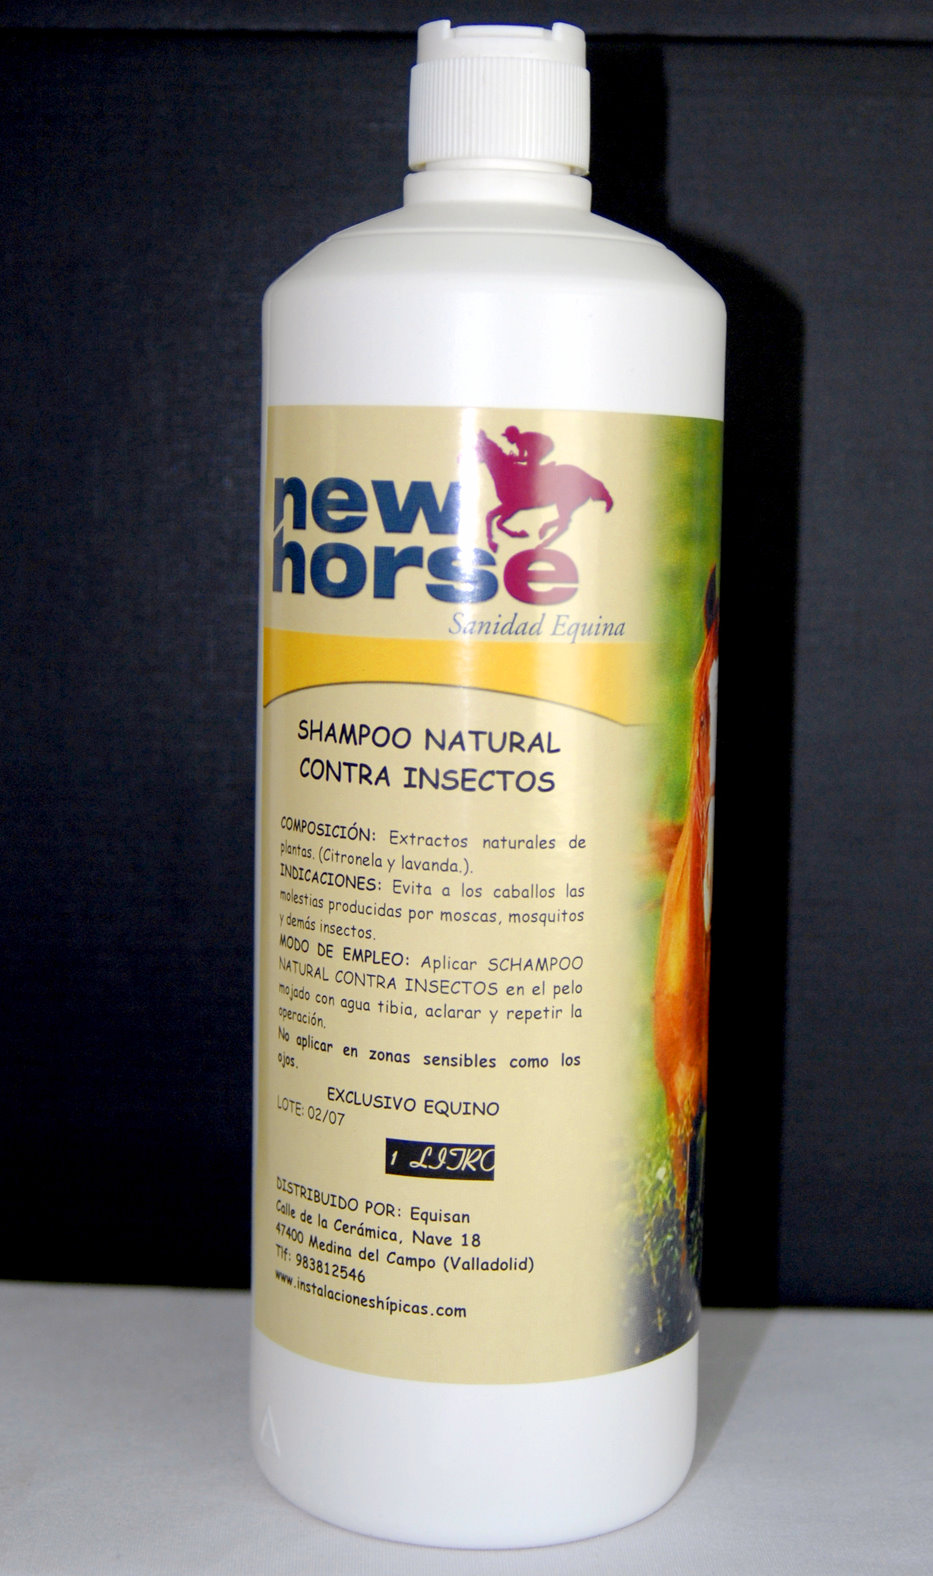 new
horse
Sanidad Equina
SHAMPOO NATURAL
CONTRA INSECTOS
COMPOSICIÓN: Extractos naturales de
plantas. (Citronela y lavanda.).
INDICACIONES: Evita a los caballos las
molestias producidas por moscas, mosquitos
y demás insectos.
MODO DE EMPLEO: Aplicar SCHAMPOO
NATURAL CONTRA INSECTOS en el pelo
mojado con agua tibia, aclarar y repetir la
operación.
No aplicar en zonas sensibles como los
ojos.
EXCLUSIVO EQUINO
LOTE: 02/07
1 LITRO
DISTRIBUIDO POR: Equisan
Calle de la Cerámica, Nave 18
47400 Medina del Campo (Valladolid)
Tlf: 983812546
www.instalacioneshípicas.com